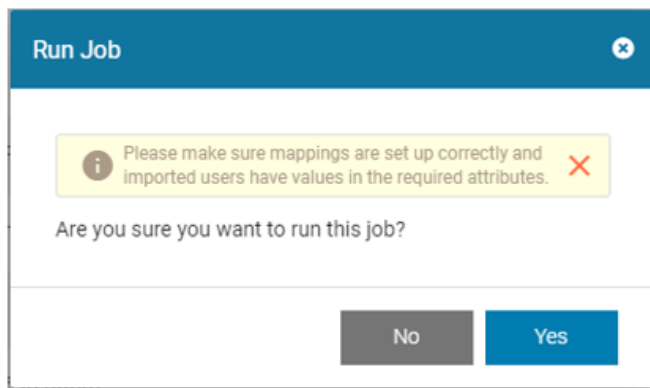 Run Job
Please make sure mappings are set up correctly and
imported users have values in the required attributes.
Are you sure you want to run this job?
No
Yes